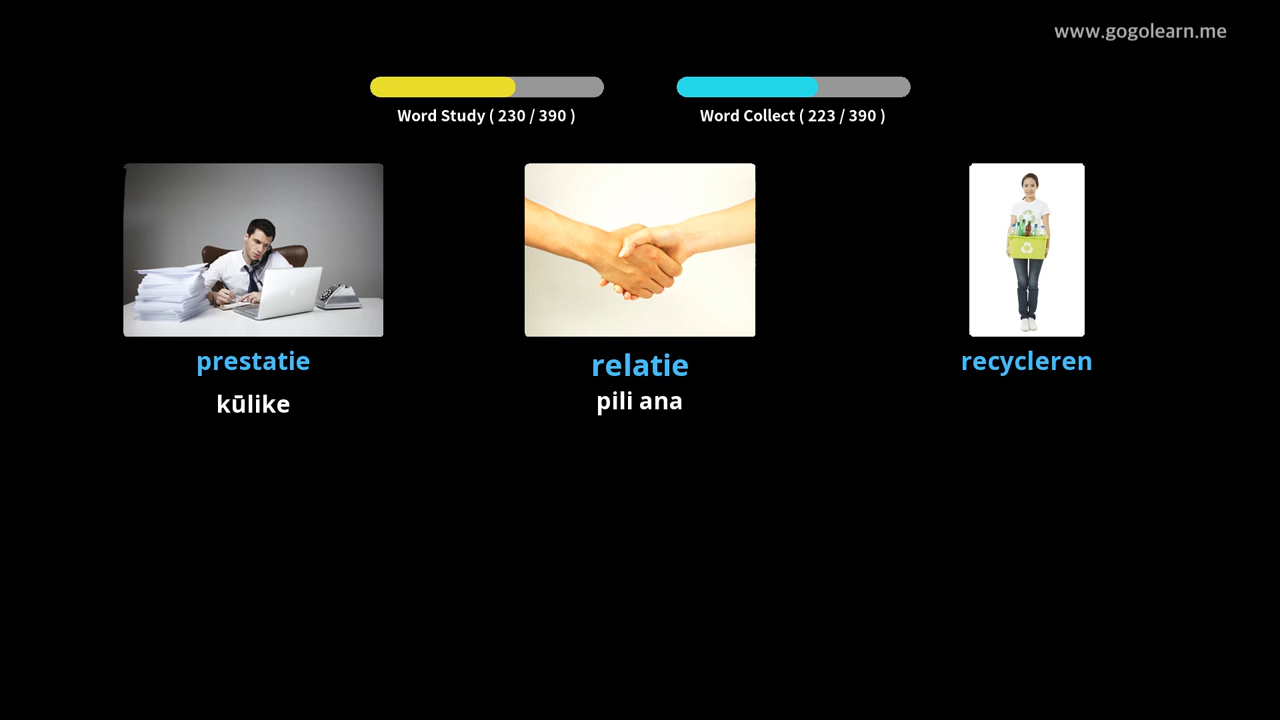 www.gogolearn.me
Word Study ( 230 / 390 )
Word Collect ( 223 / 390 )
prestatie
relatie
recycleren
kūlike
pili ana